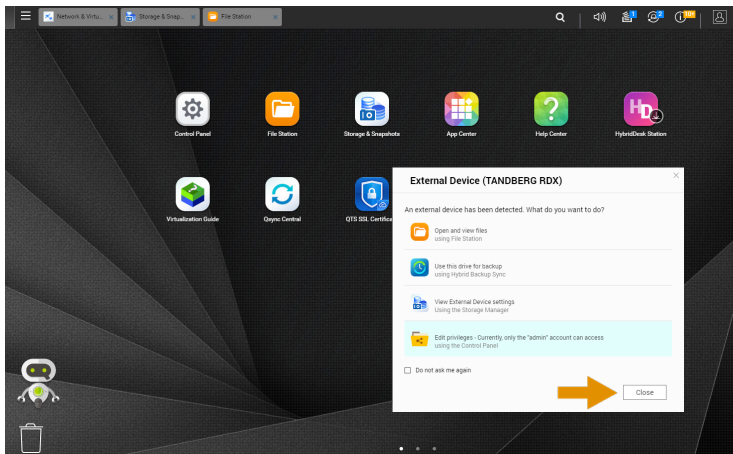 Network & Virtu...
Storage & Snap...
File Station
1
2
10+
Control Panel
File Station
Storage & Snapshots
App Center
Help Center
HybridDesk Station
HD
Virtualization Guide
Qsync Central
QTS SSL Certifica
External Device (TANDBERG RDX)
An external device has been detected. What do you want to do?
Open and view files
using File Station
Use this drive for backup
using Hybrid Backup Sync
View External Device settings
Using the Storage Manager
Edit privileges - Currently, only the "admin" account can access
using the Control Panel
Do not ask me again
Close